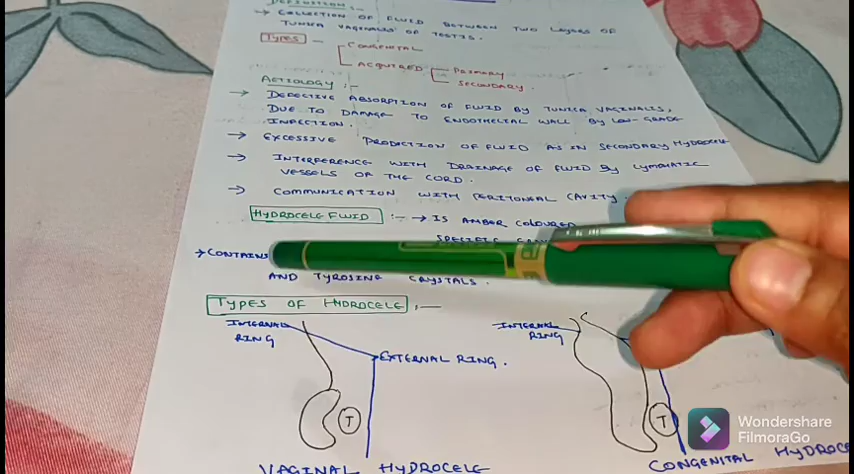 DEFINITION :-
→ COLLECTION OF FLUID BETWEEN TWO LAYERS OF
TUNICA VAGINALIS OF TESTIS.
TYPES -
CONGENITAL
ACQUIRED PRIMARY
SECONDARY.
AETIOLOGY :-
→ DEFECTIVE ABSORPTION OF FLUID BY TUNICA VAGINALIS,
DUE TO DAMAGE TO ENDOTHELIAL WALL BY LOW-GRADE
INFECTION.
→ EXCESSIVE PRODUCTION OF FLUID AS IN SECONDARY HYDROCELE
→ INTERFERENCE WITH DRAINAGE OF FLUID BY LYMPHATIC
VESSELS OF THE CORD.
→ COMMUNICATION WITH PERITONEAL CAVITY.
HYDROCELE FLUID :- → IS AMBER COLOURED
SPECIFIC
→ CONTAINS
AND TYROSINE CRYSTALS.
TYPES OF HYDROCELE :-
INTERNAL RING
EXTERNAL RING.
T
VAGINAL HYDROCELE
INTERNAL RING
T
CONGENITAL HYDROCELE
Wondershare
FilmoraGo